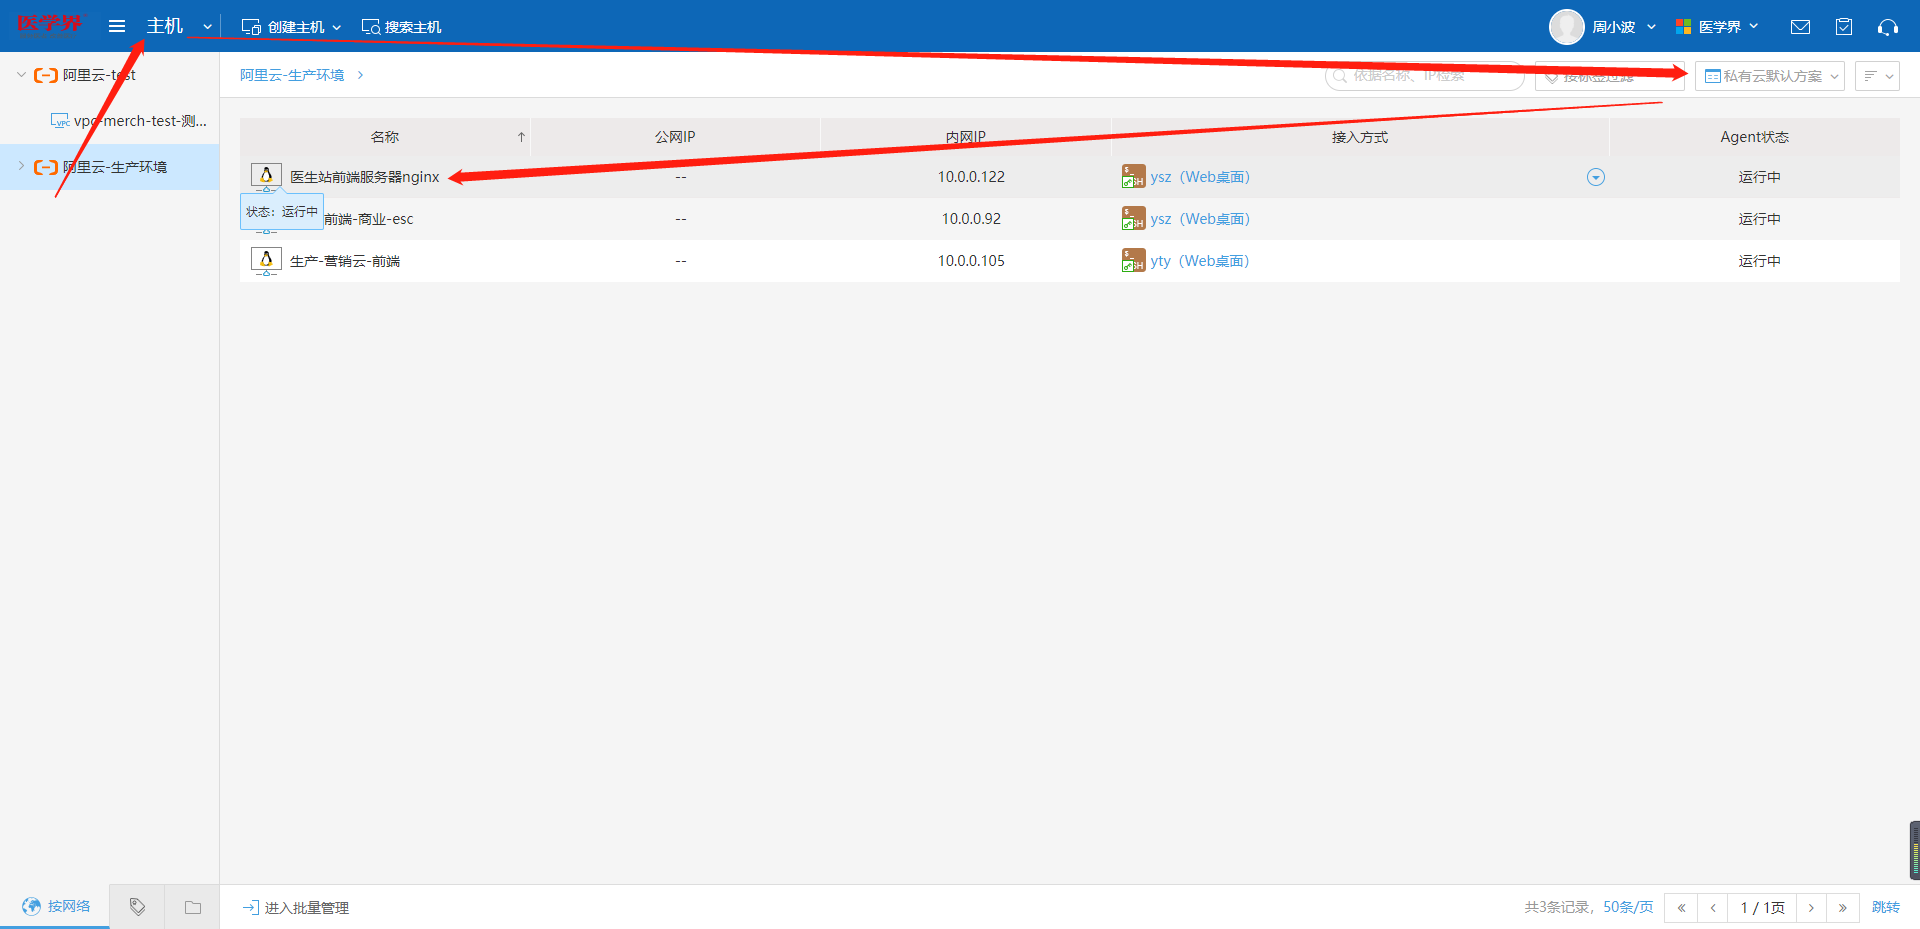 医学界
主机
创建主机
搜索主机
周小波
医学界
阿里云-test
vpc-merch-test-测...
阿里云-生产环境
阿里云-生产环境
依据名称、IP检索
按标签过滤
私有云默认方案
名称 公网IP 内网IP 接入方式 Agent状态
医生站前端服务器nginx -- 10.0.0.122 ysz（Web桌面） 运行中
状态：运行中
前端-商业-esc -- 10.0.0.92 ysz（Web桌面） 运行中
生产-营销云-前端 -- 10.0.0.105 yty（Web桌面） 运行中
按网络
进入批量管理
共3条记录，50条/页
« ‹ 1 / 1页 › »
跳转